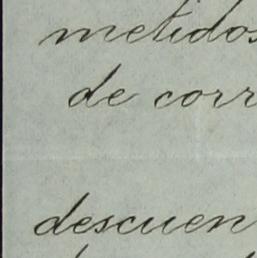 metidos
de corr
descuen